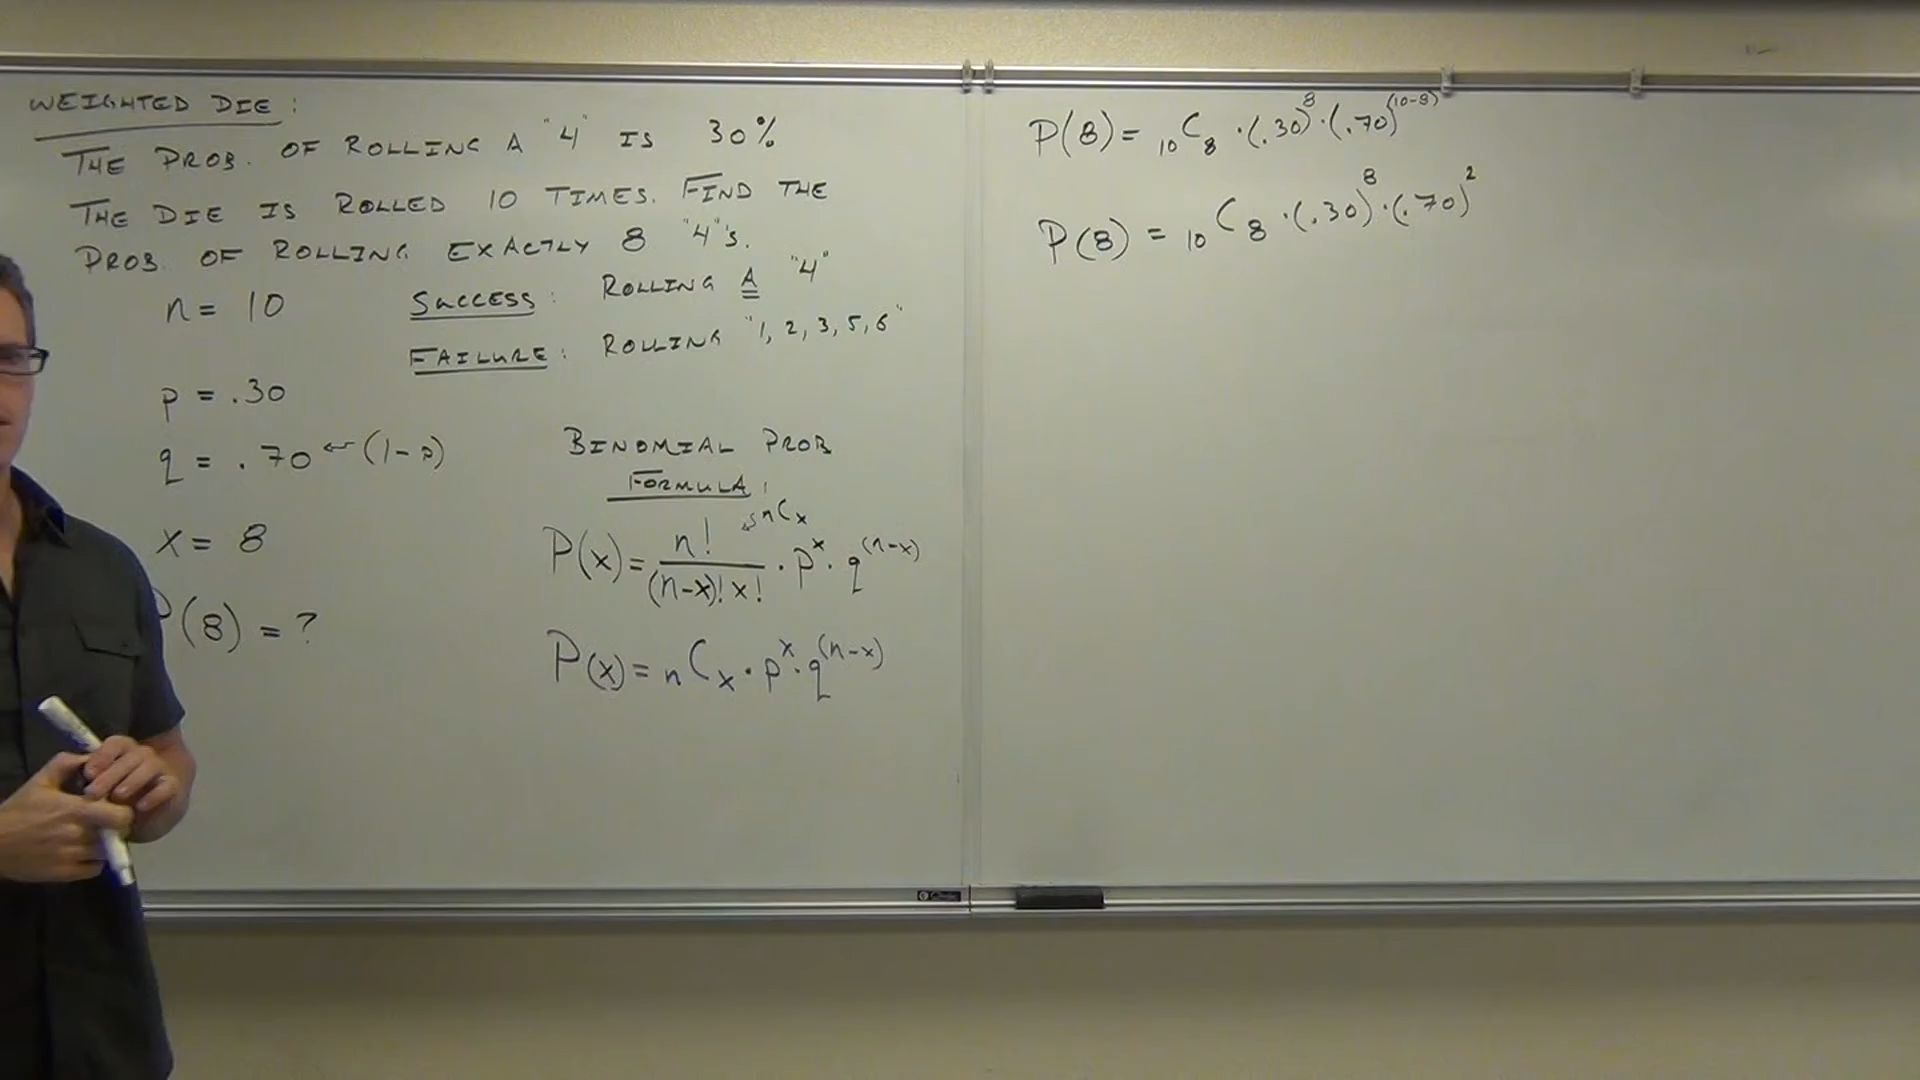 WEIGHTED DIE:
THE PROB. OF ROLLING A "4" IS 30%
THE DIE IS ROLLED 10 TIMES. FIND THE
PROB. OF ROLLING EXACTLY 8 "4"'s.
n = 10
SUCCESS: ROLLING A "4"
FAILURE: ROLLING "1, 2, 3, 5, 6"
p = .30
q = .70 ← (1-p)
x = 8
P(8) = ?
BINOMIAL PROB
FORMULA:
P(x) = n!/((n-x)! x!) · p^x · q^(n-x)
← nCx
P(x) = nCx · p^x · q^(n-x)
P(8) = 10C8 · (.30)^8 · (.70)^(10-8)
P(8) = 10C8 · (.30)^8 · (.70)^2